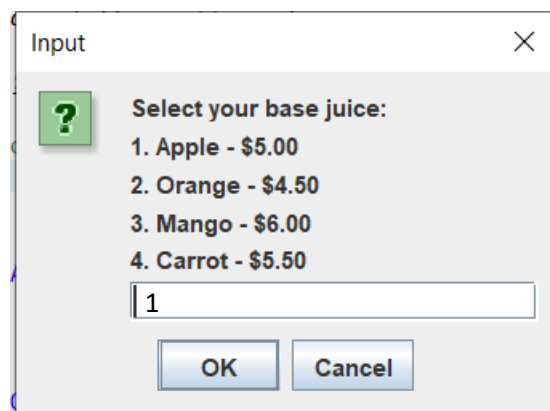 Input
Select your base juice:
1. Apple - $5.00
2. Orange - $4.50
3. Mango - $6.00
4. Carrot - $5.50
1
OK
Cancel